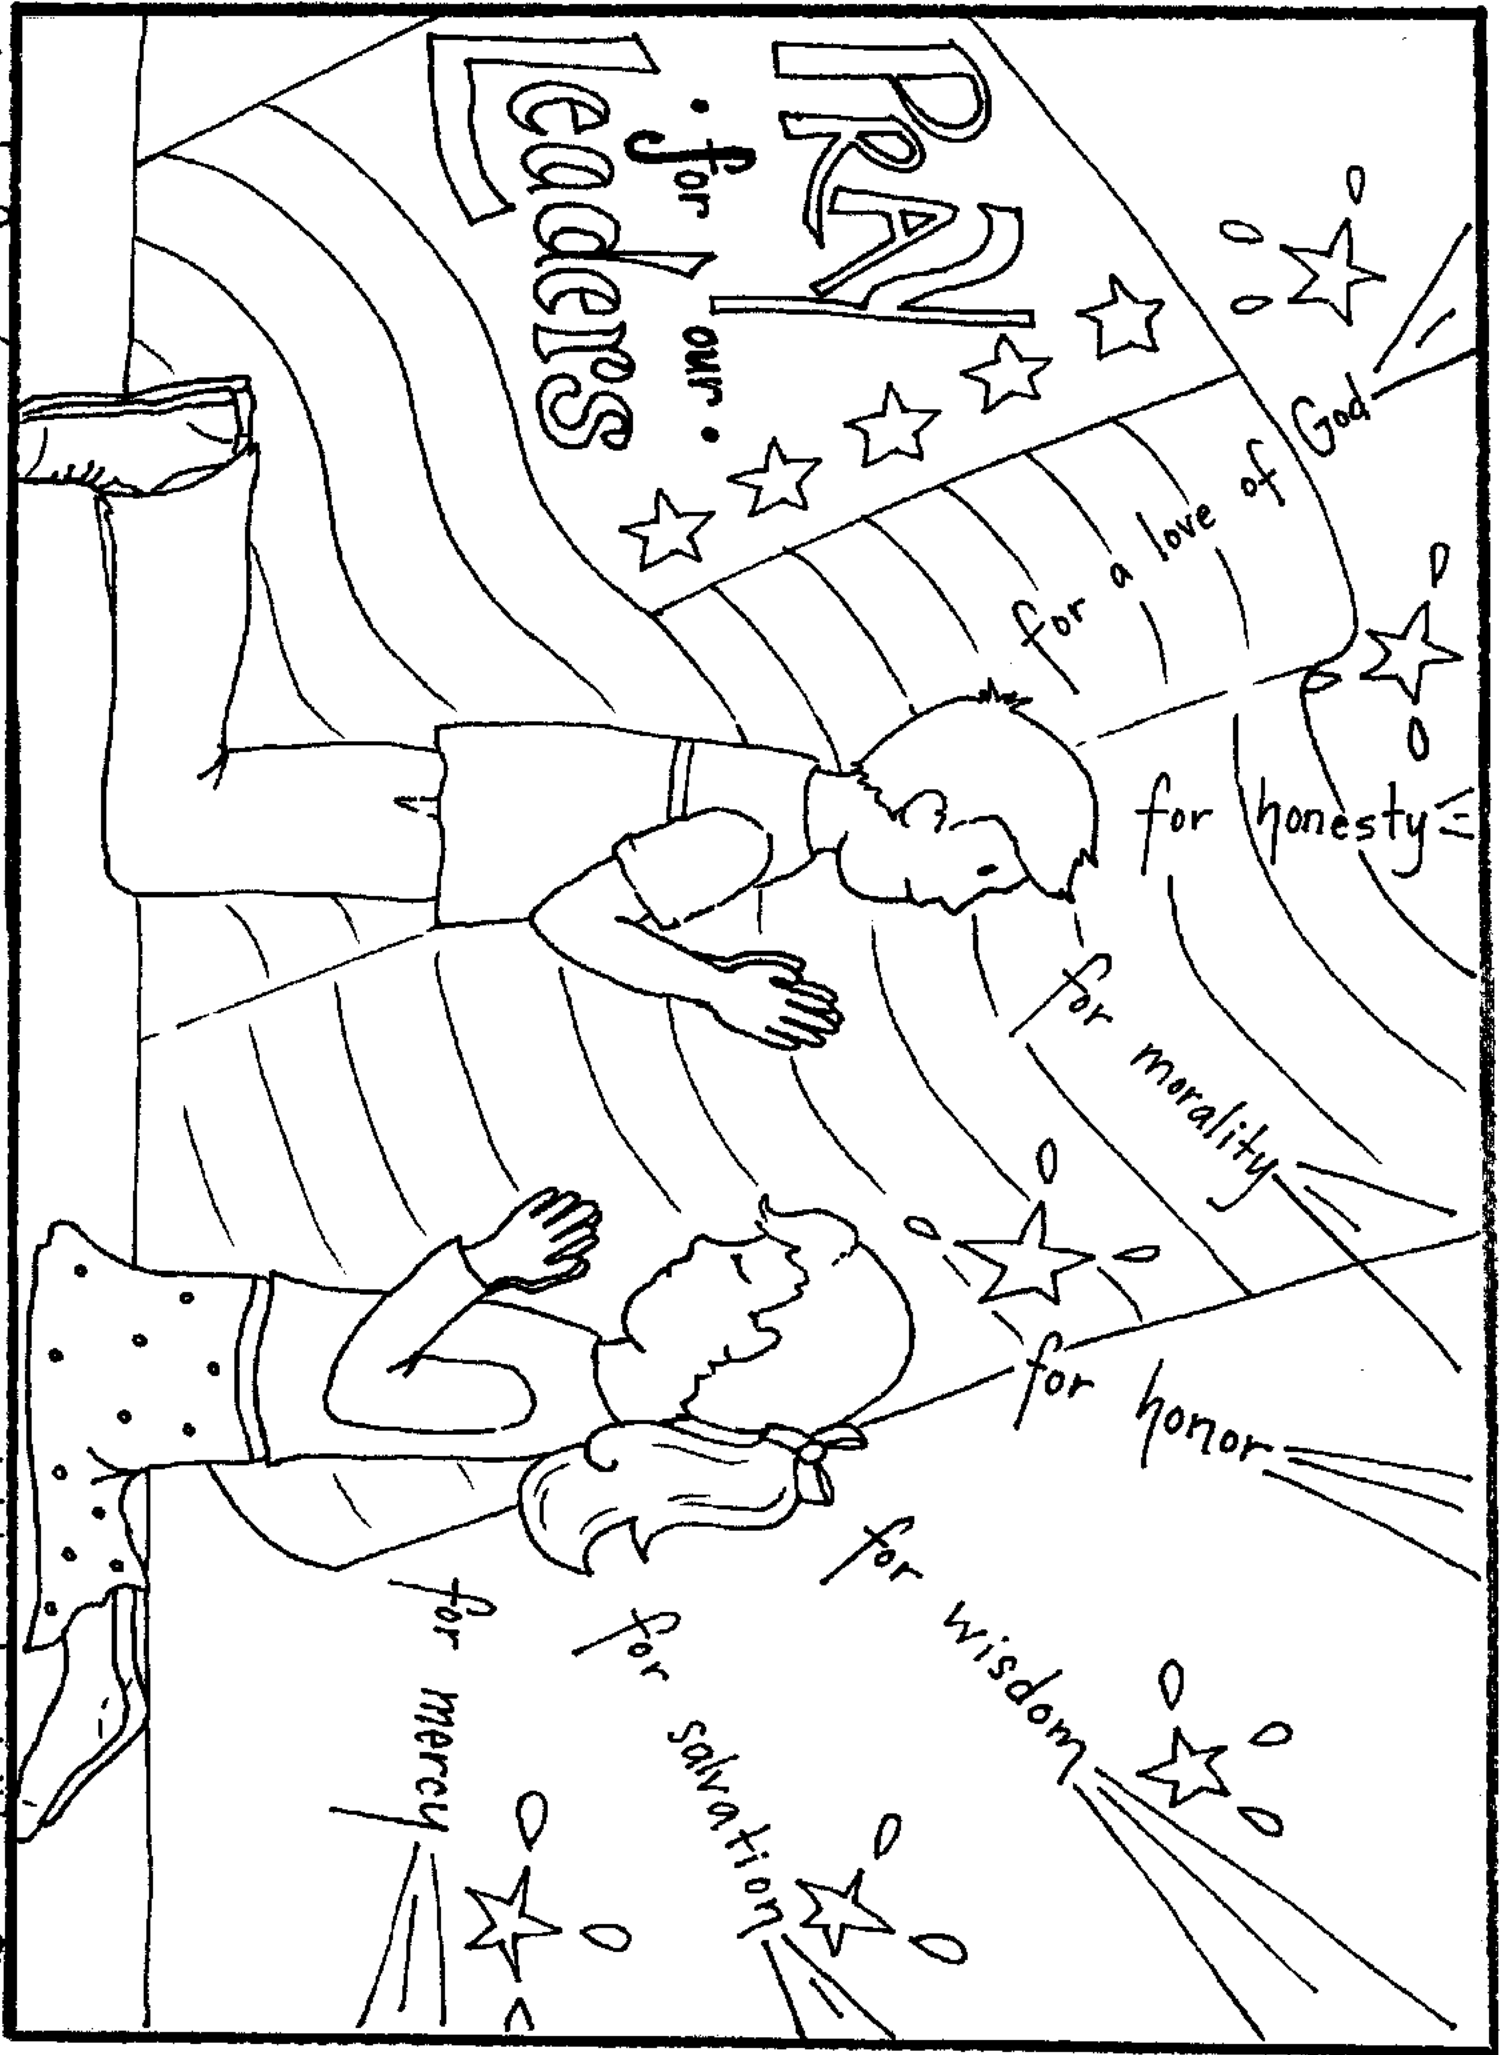 PRAY
for our
Leaders
for a love of God
for honesty
for morality
for honor
for wisdom
for salvation
for mercy